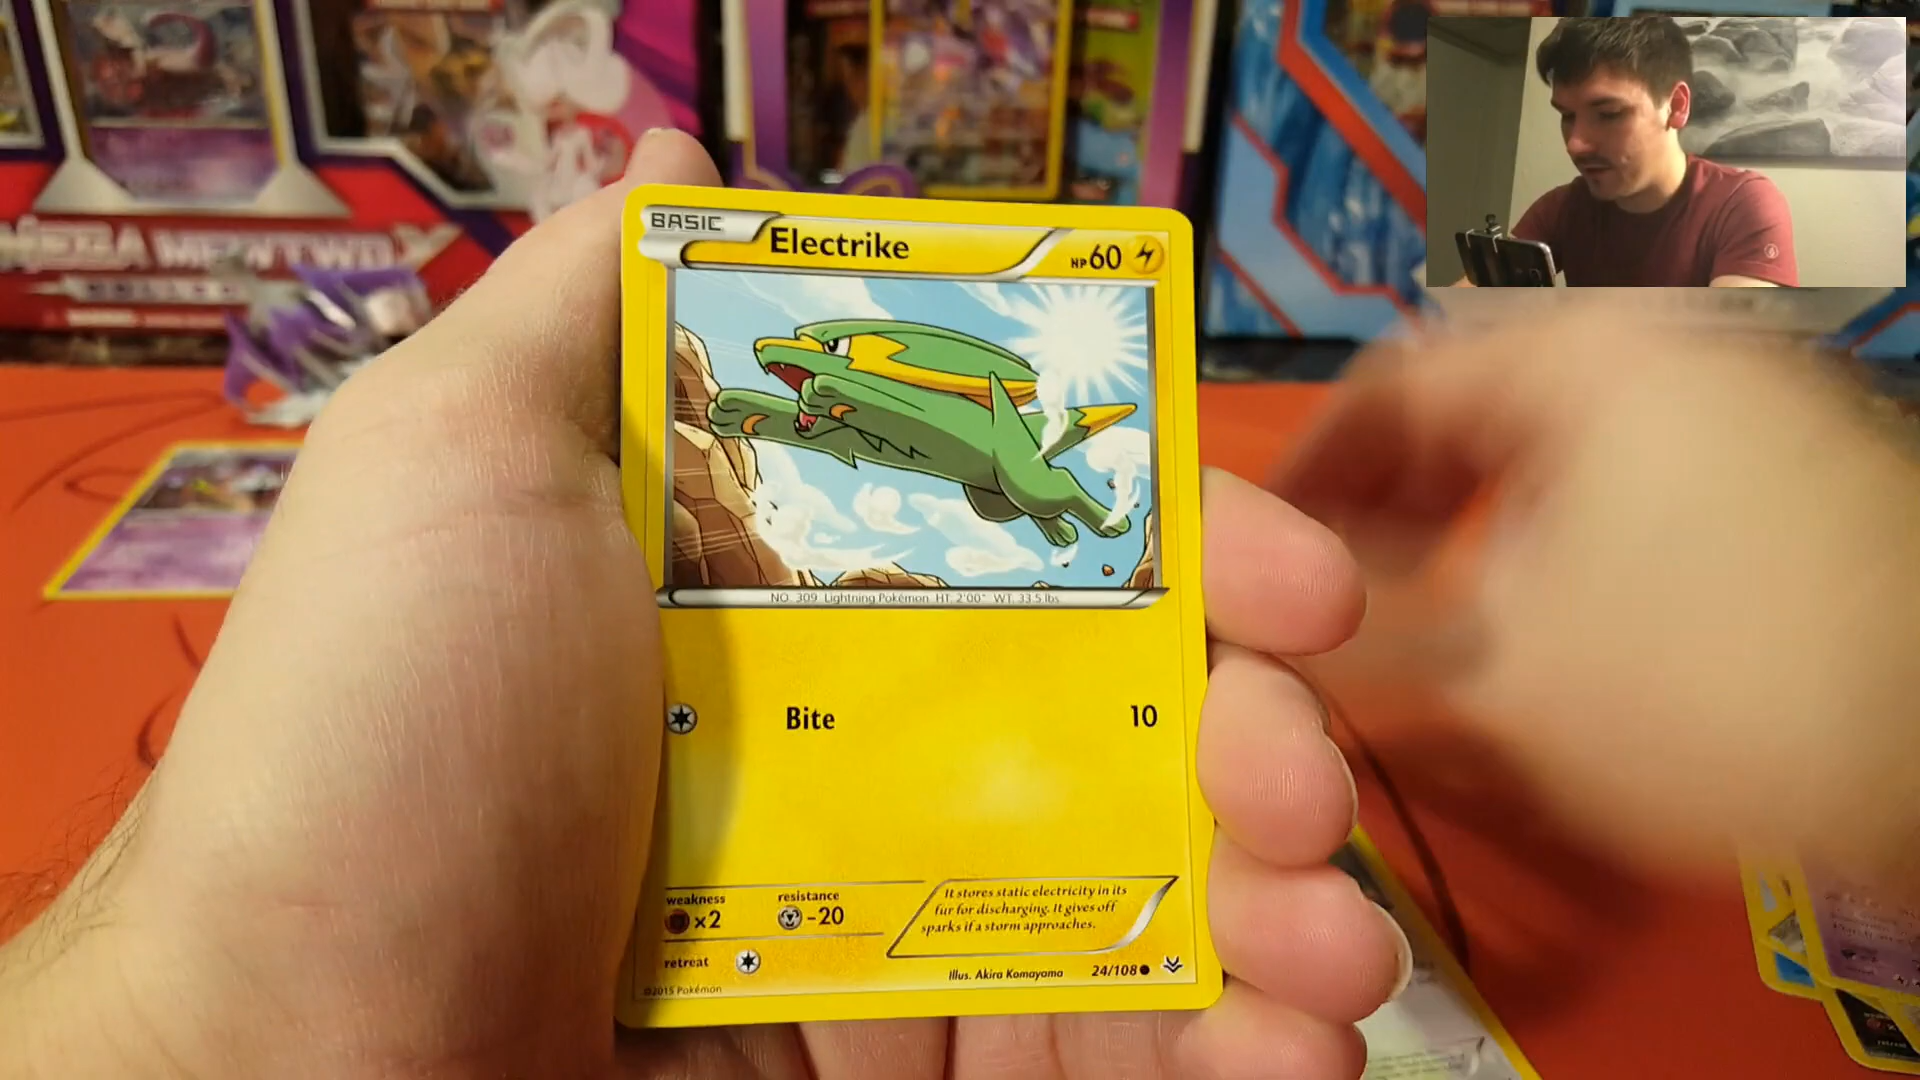 MEGA MEWTWO X
BASIC
Electrike
HP60
NO. 309 Lightning Pokémon. HT. 2'00" WT. 33.5 lbs.
Bite 10
weakness
x2
resistance
-20
It stores static electricity in its
fur for discharging. It gives off
sparks if a storm approaches.
retreat
Illus. Akira Komayama 24/108
©2015 Pokémon